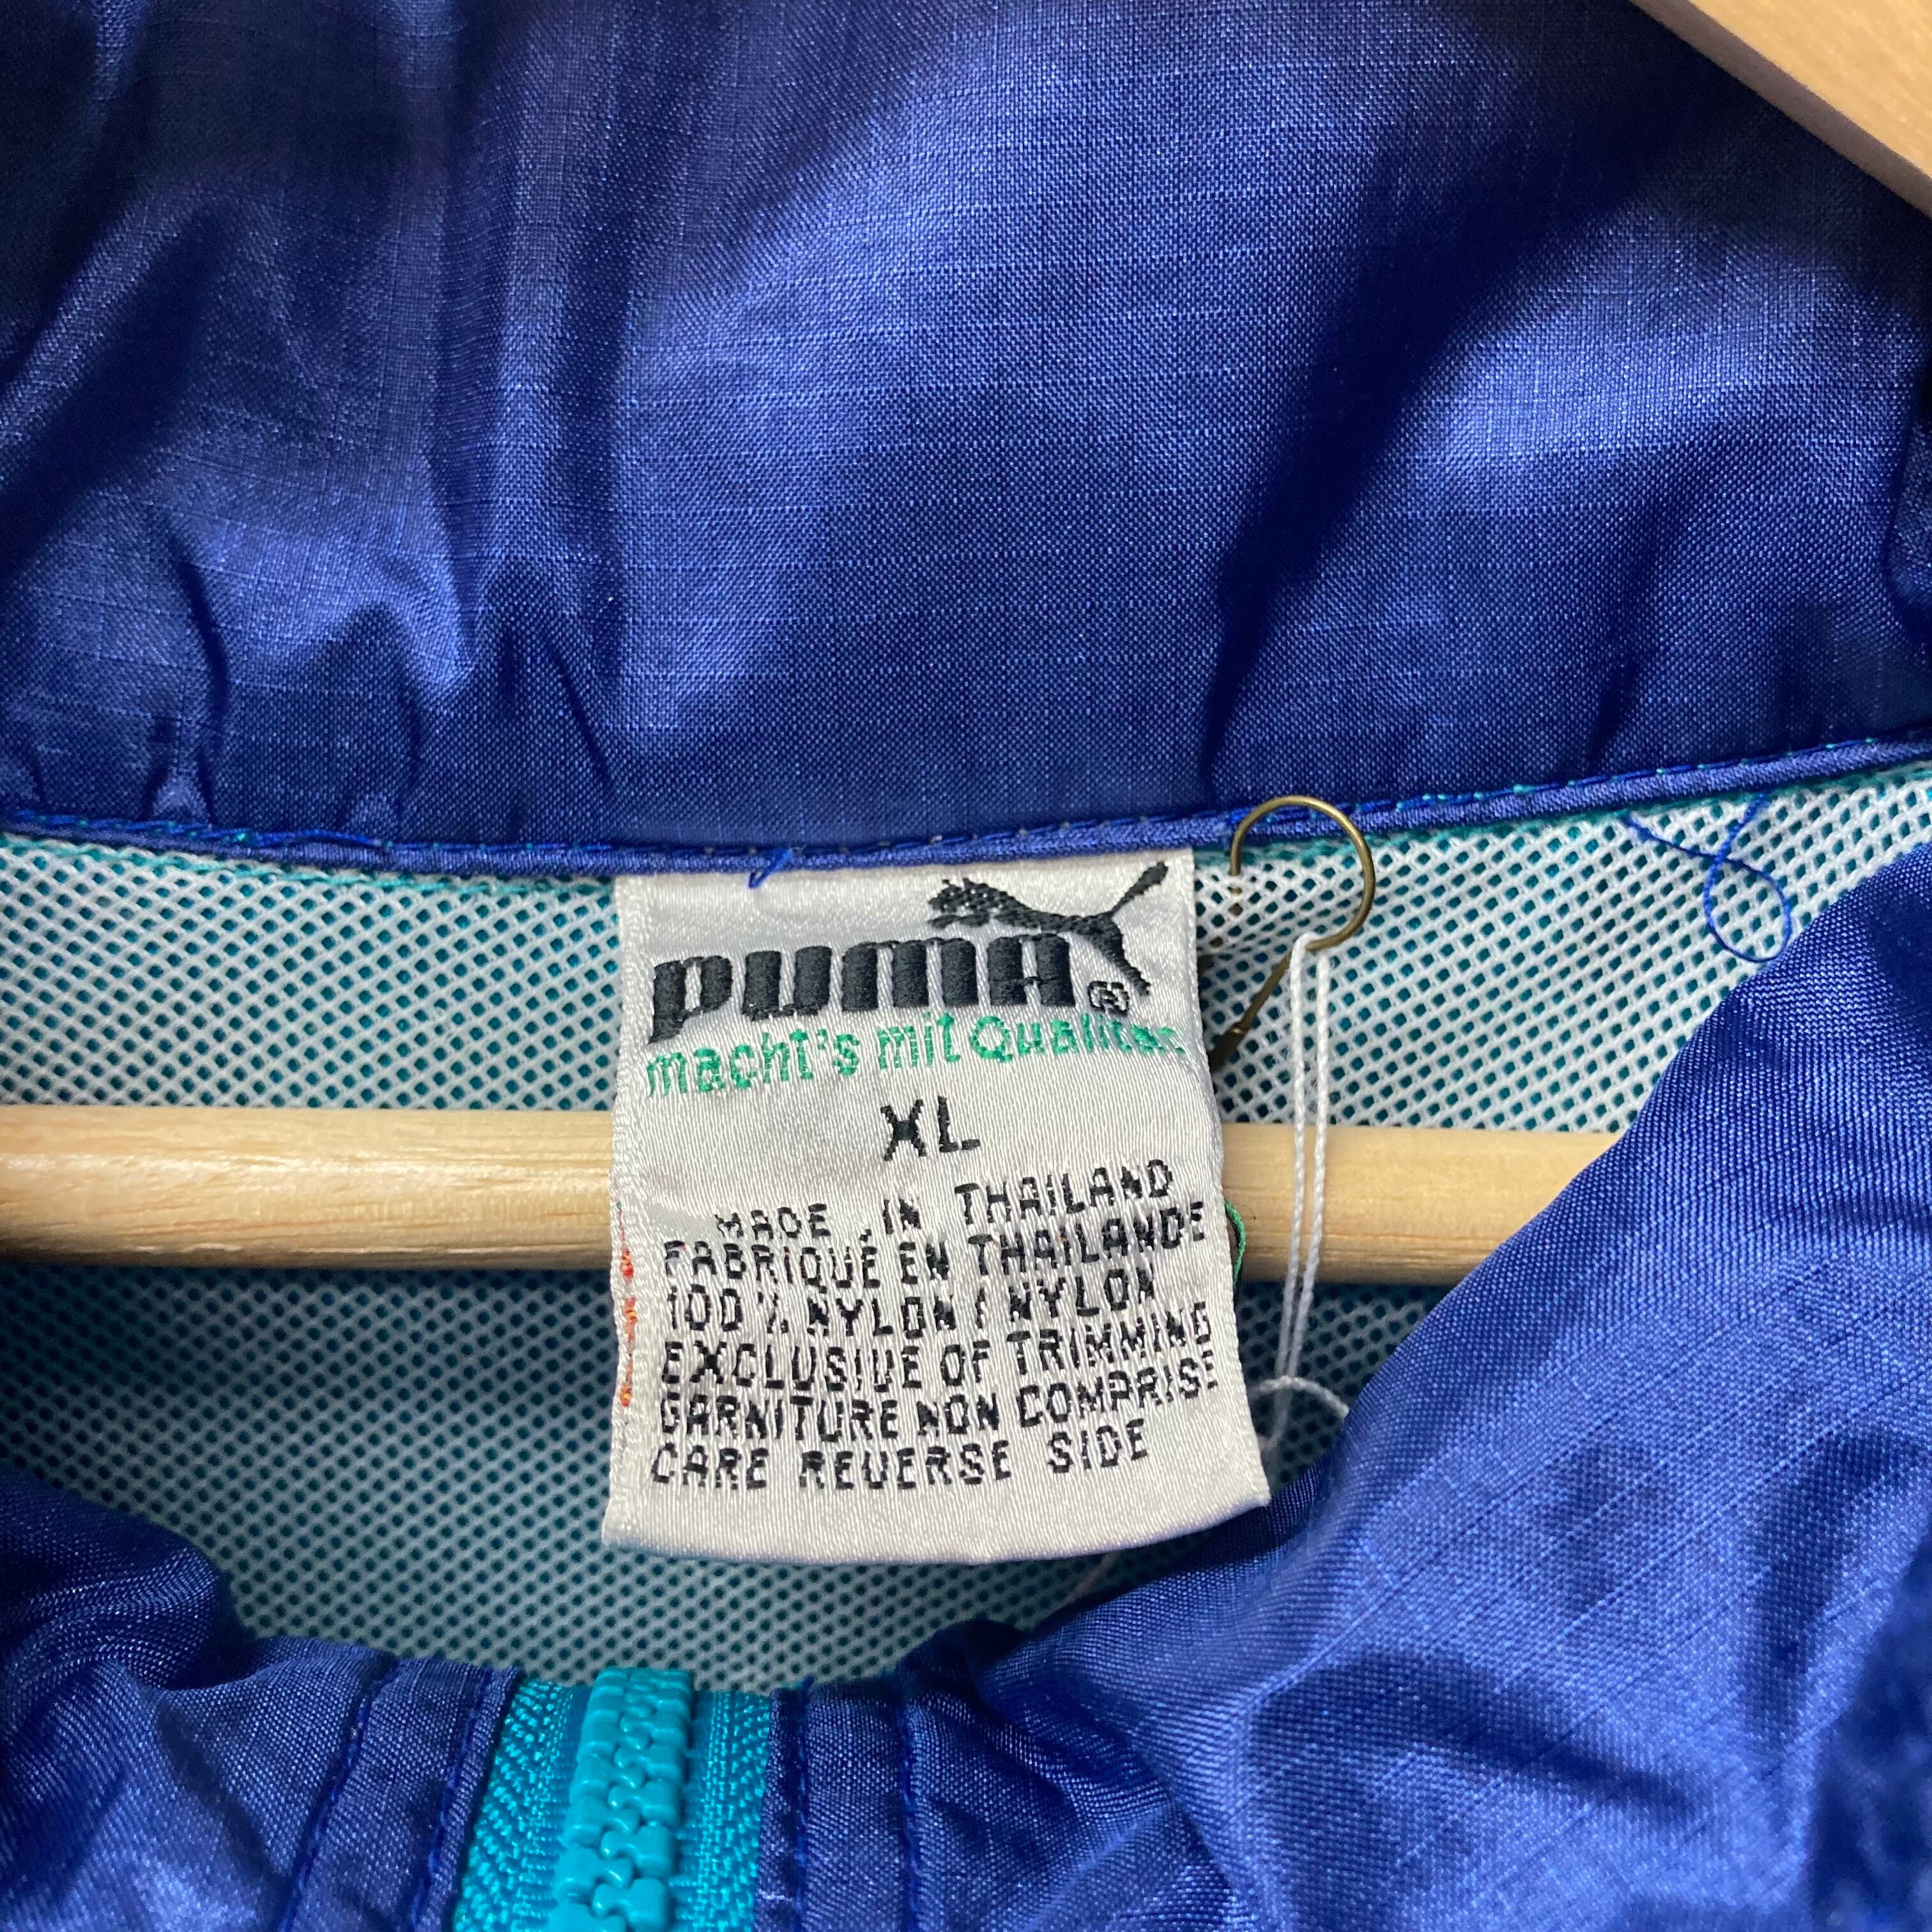 PUMA®
macht's mit Qualität
XL
MADE IN THAILAND
FABRIQUÉ EN THAILANDE
100% NYLON / NYLON
EXCLUSIVE OF TRIMMING
GARNITURE NON COMPRISE
CARE REVERSE SIDE